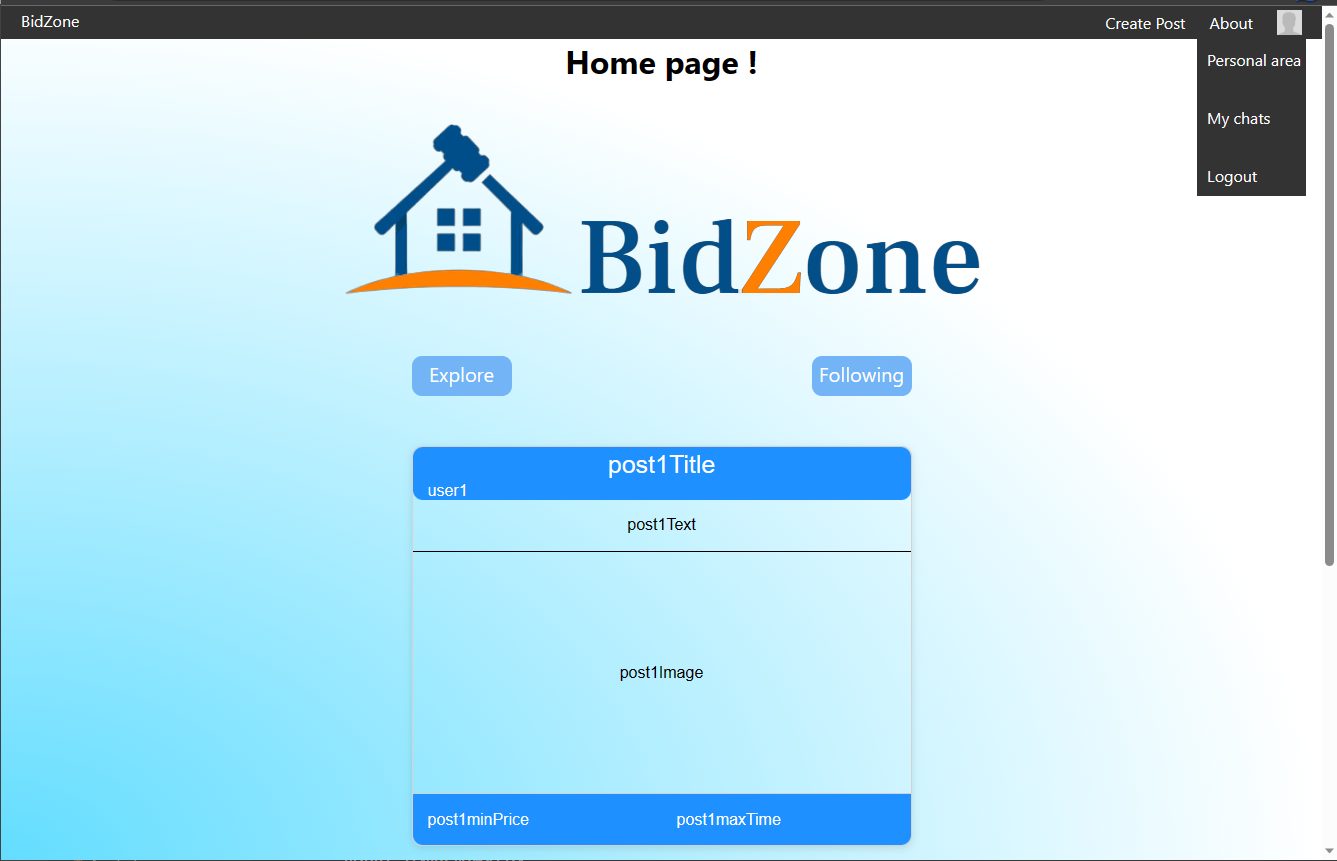 BidZone
Create Post
About
Personal area
My chats
Logout
Home page !
BidZone
Explore
Following
post1Title
user1
post1Text
post1Image
post1minPrice
post1maxTime